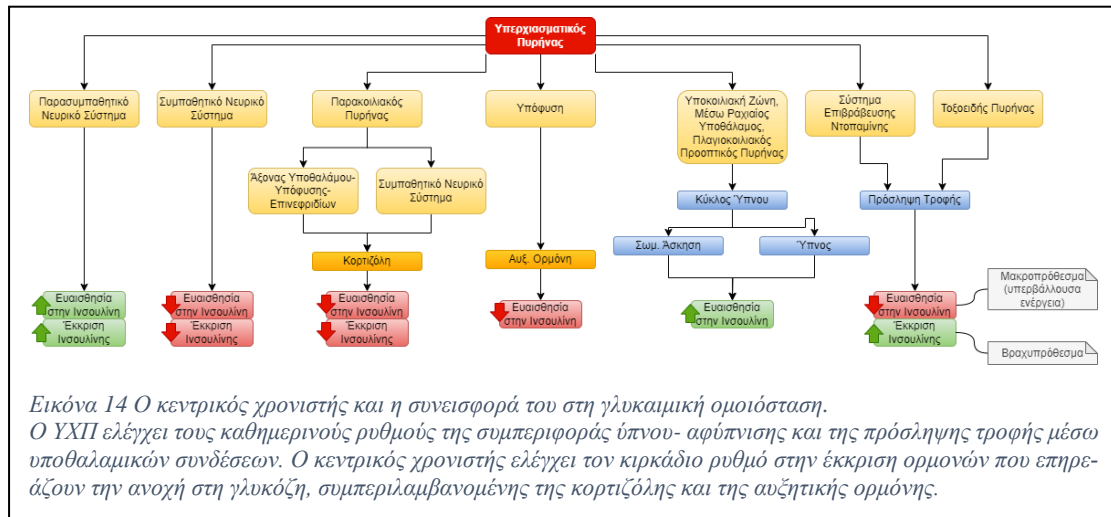 Υπερχιασματικός
Πυρήνας
Παρασυμπαθητικό
Νευρικό Σύστημα
Συμπαθητικό Νευρικό
Σύστημα
Παρακοιλιακός
Πυρήνας
Υπόφυση
Υποκοιλιακή Ζώνη,
Μέσω Ραχιαίος
Υποθάλαμος,
Πλαγιοκοιλιακός
Προοπτικός Πυρήνας
Σύστημα
Επιβράβευσης
Ντοπαμίνης
Τοξοειδής Πυρήνας
Άξονας Υποθαλάμου-
Υπόφυσης-
Επινεφριδίων
Συμπαθητικό Νευρικό
Σύστημα
Κύκλος Ύπνου
Πρόσληψη Τροφής
Κορτιζόλη
Αυξ. Ορμόνη
Σωμ. Άσκηση
Ύπνος
Ευαισθησία
στην Ινσουλίνη
Έκκριση
Ινσουλίνης
Ευαισθησία
στην Ινσουλίνη
Έκκριση
Ινσουλίνης
Ευαισθησία
στην Ινσουλίνη
Έκκριση
Ινσουλίνης
Ευαισθησία
στην Ινσουλίνη
Ευαισθησία
στην Ινσουλίνη
Ευαισθησία
στην Ινσουλίνη
Έκκριση
Ινσουλίνης
Μακροπρόθεσμα
(υπερβάλλουσα
ενέργεια)
Βραχυπρόθεσμα
Εικόνα 14 Ο κεντρικός χρονιστής και η συνεισφορά του στη γλυκαιμική ομοιόσταση.
Ο ΥΧΠ ελέγχει τους καθημερινούς ρυθμούς της συμπεριφοράς ύπνου- αφύπνισης και της πρόσληψης τροφής μέσω
υποθαλαμικών συνδέσεων. Ο κεντρικός χρονιστής ελέγχει τον κιρκάδιο ρυθμό στην έκκριση ορμονών που επηρε-
άζουν την ανοχή στη γλυκόζη, συμπεριλαμβανομένης της κορτιζόλης και της αυξητικής ορμόνης.